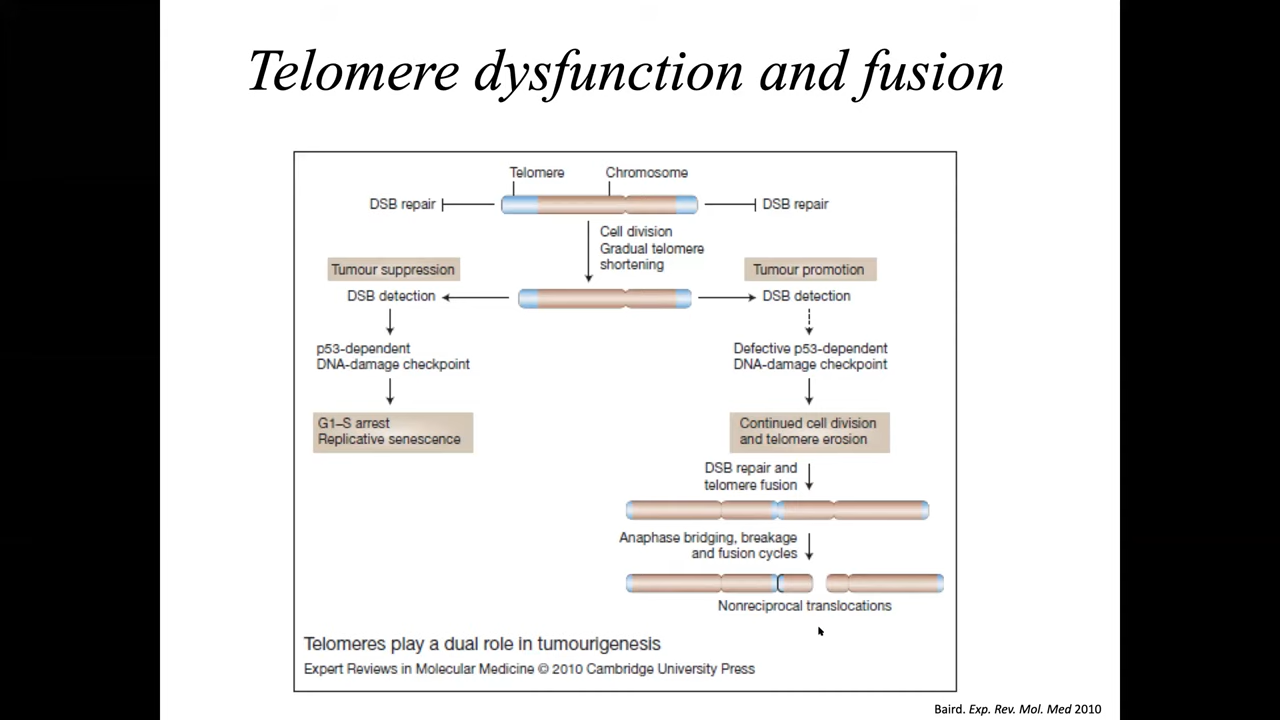 Telomere dysfunction and fusion
Telomere
Chromosome
DSB repair
DSB repair
Cell division
Gradual telomere
shortening
Tumour suppression
Tumour promotion
DSB detection
DSB detection
p53-dependent
DNA-damage checkpoint
Defective p53-dependent
DNA-damage checkpoint
G1–S arrest
Replicative senescence
Continued cell division
and telomere erosion
DSB repair and
telomere fusion
Anaphase bridging, breakage
and fusion cycles
Nonreciprocal translocations
Telomeres play a dual role in tumourigenesis
Expert Reviews in Molecular Medicine © 2010 Cambridge University Press
Baird. Exp. Rev. Mol. Med 2010